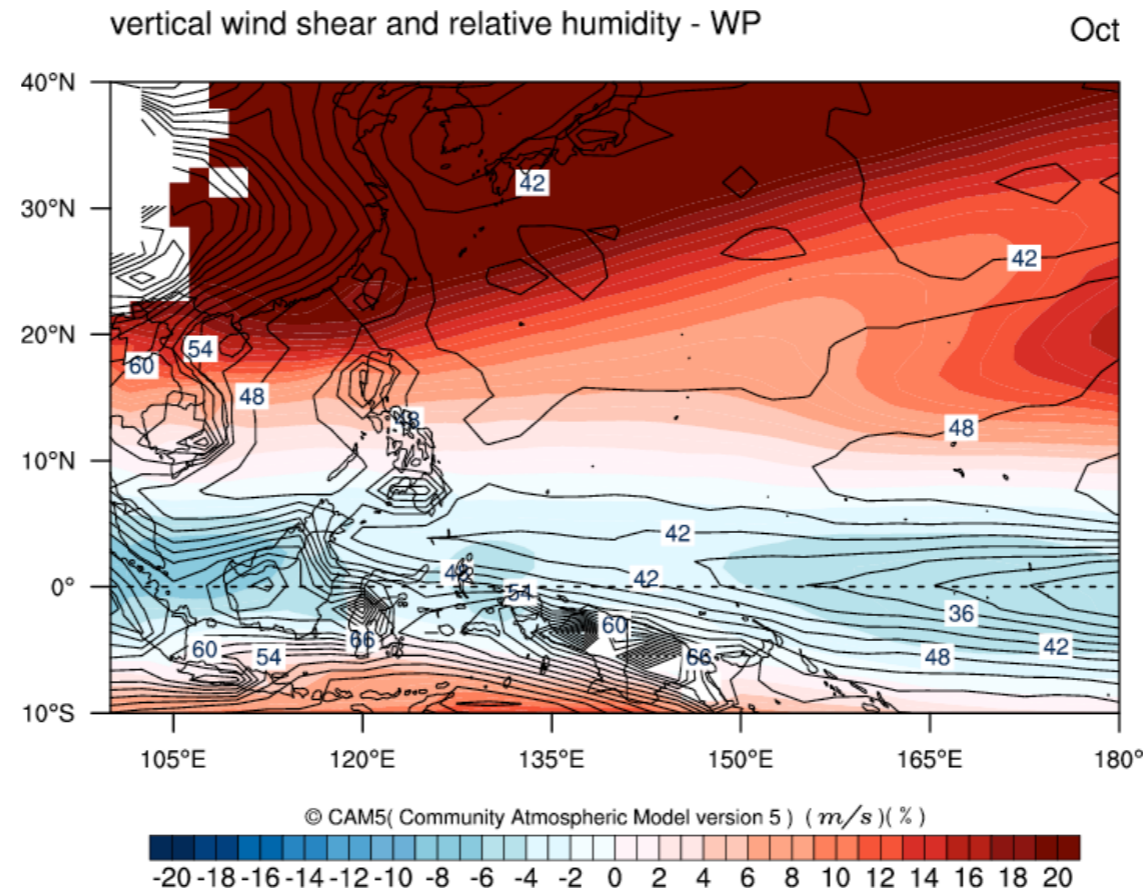 vertical wind shear and relative humidity - WP
Oct
40°N
30°N
20°N
10°N
0°
10°S
42
42
54
60
48
48
48
42
42
54
36
60
60
54
66
66
48
42
105°E
120°E
135°E
150°E
165°E
180°
© CAM5( Community Atmospheric Model version 5 ) ( m/s )( % )
-20 -18 -16 -14 -12 -10 -8 -6 -4 -2 0 2 4 6 8 10 12 14 16 18 20